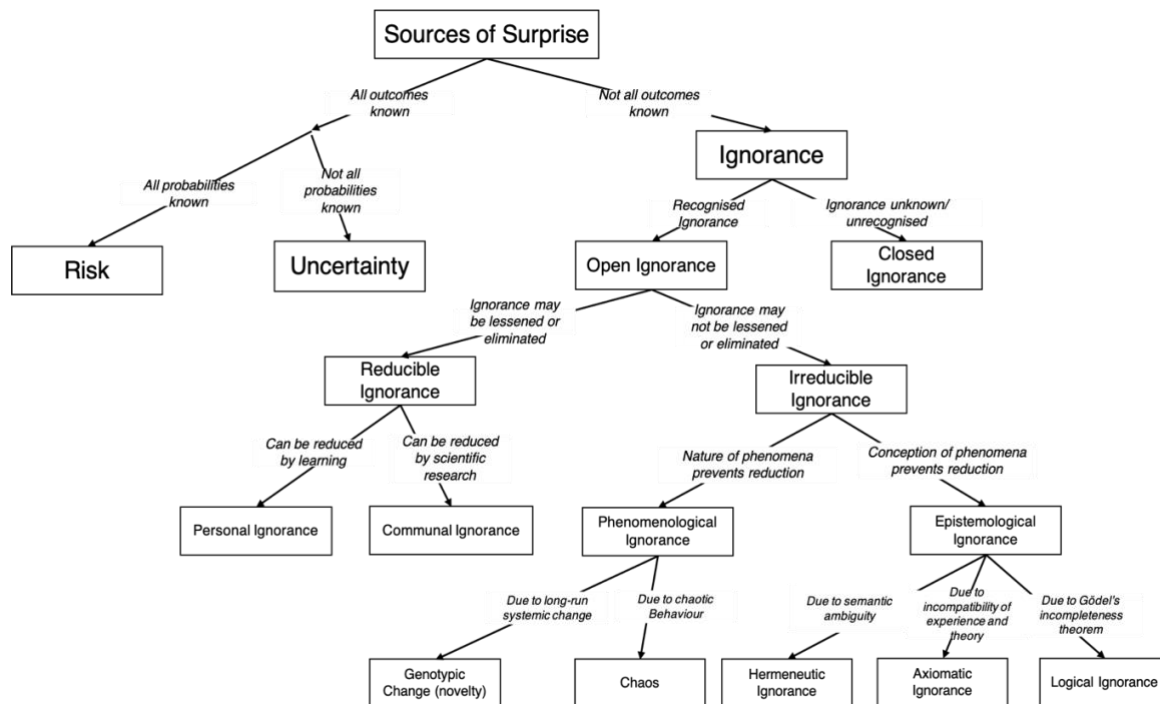 Sources of Surprise
All outcomes
known
Not all outcomes
known
Ignorance
All probabilities
known
Not all
probabilities
known
Recognised
Ignorance
Ignorance unknown/
unrecognised
Risk
Uncertainty
Open Ignorance
Closed
Ignorance
Ignorance may
be lessened or
eliminated
Ignorance may
not be lessened
or eliminated
Reducible
Ignorance
Irreducible
Ignorance
Can be reduced
by learning
Can be reduced
by scientific
research
Nature of phenomena
prevents reduction
Conception of phenomena
prevents reduction
Personal Ignorance
Communal Ignorance
Phenomenological
Ignorance
Epistemological
Ignorance
Due to long-run
systemic change
Due to chaotic
Behaviour
Due to semantic
ambiguity
Due to
incompatibility of
experience and
theory
Due to Gödel's
incompleteness
theorem
Genotypic
Change (novelty)
Chaos
Hermeneutic
Ignorance
Axiomatic
Ignorance
Logical Ignorance